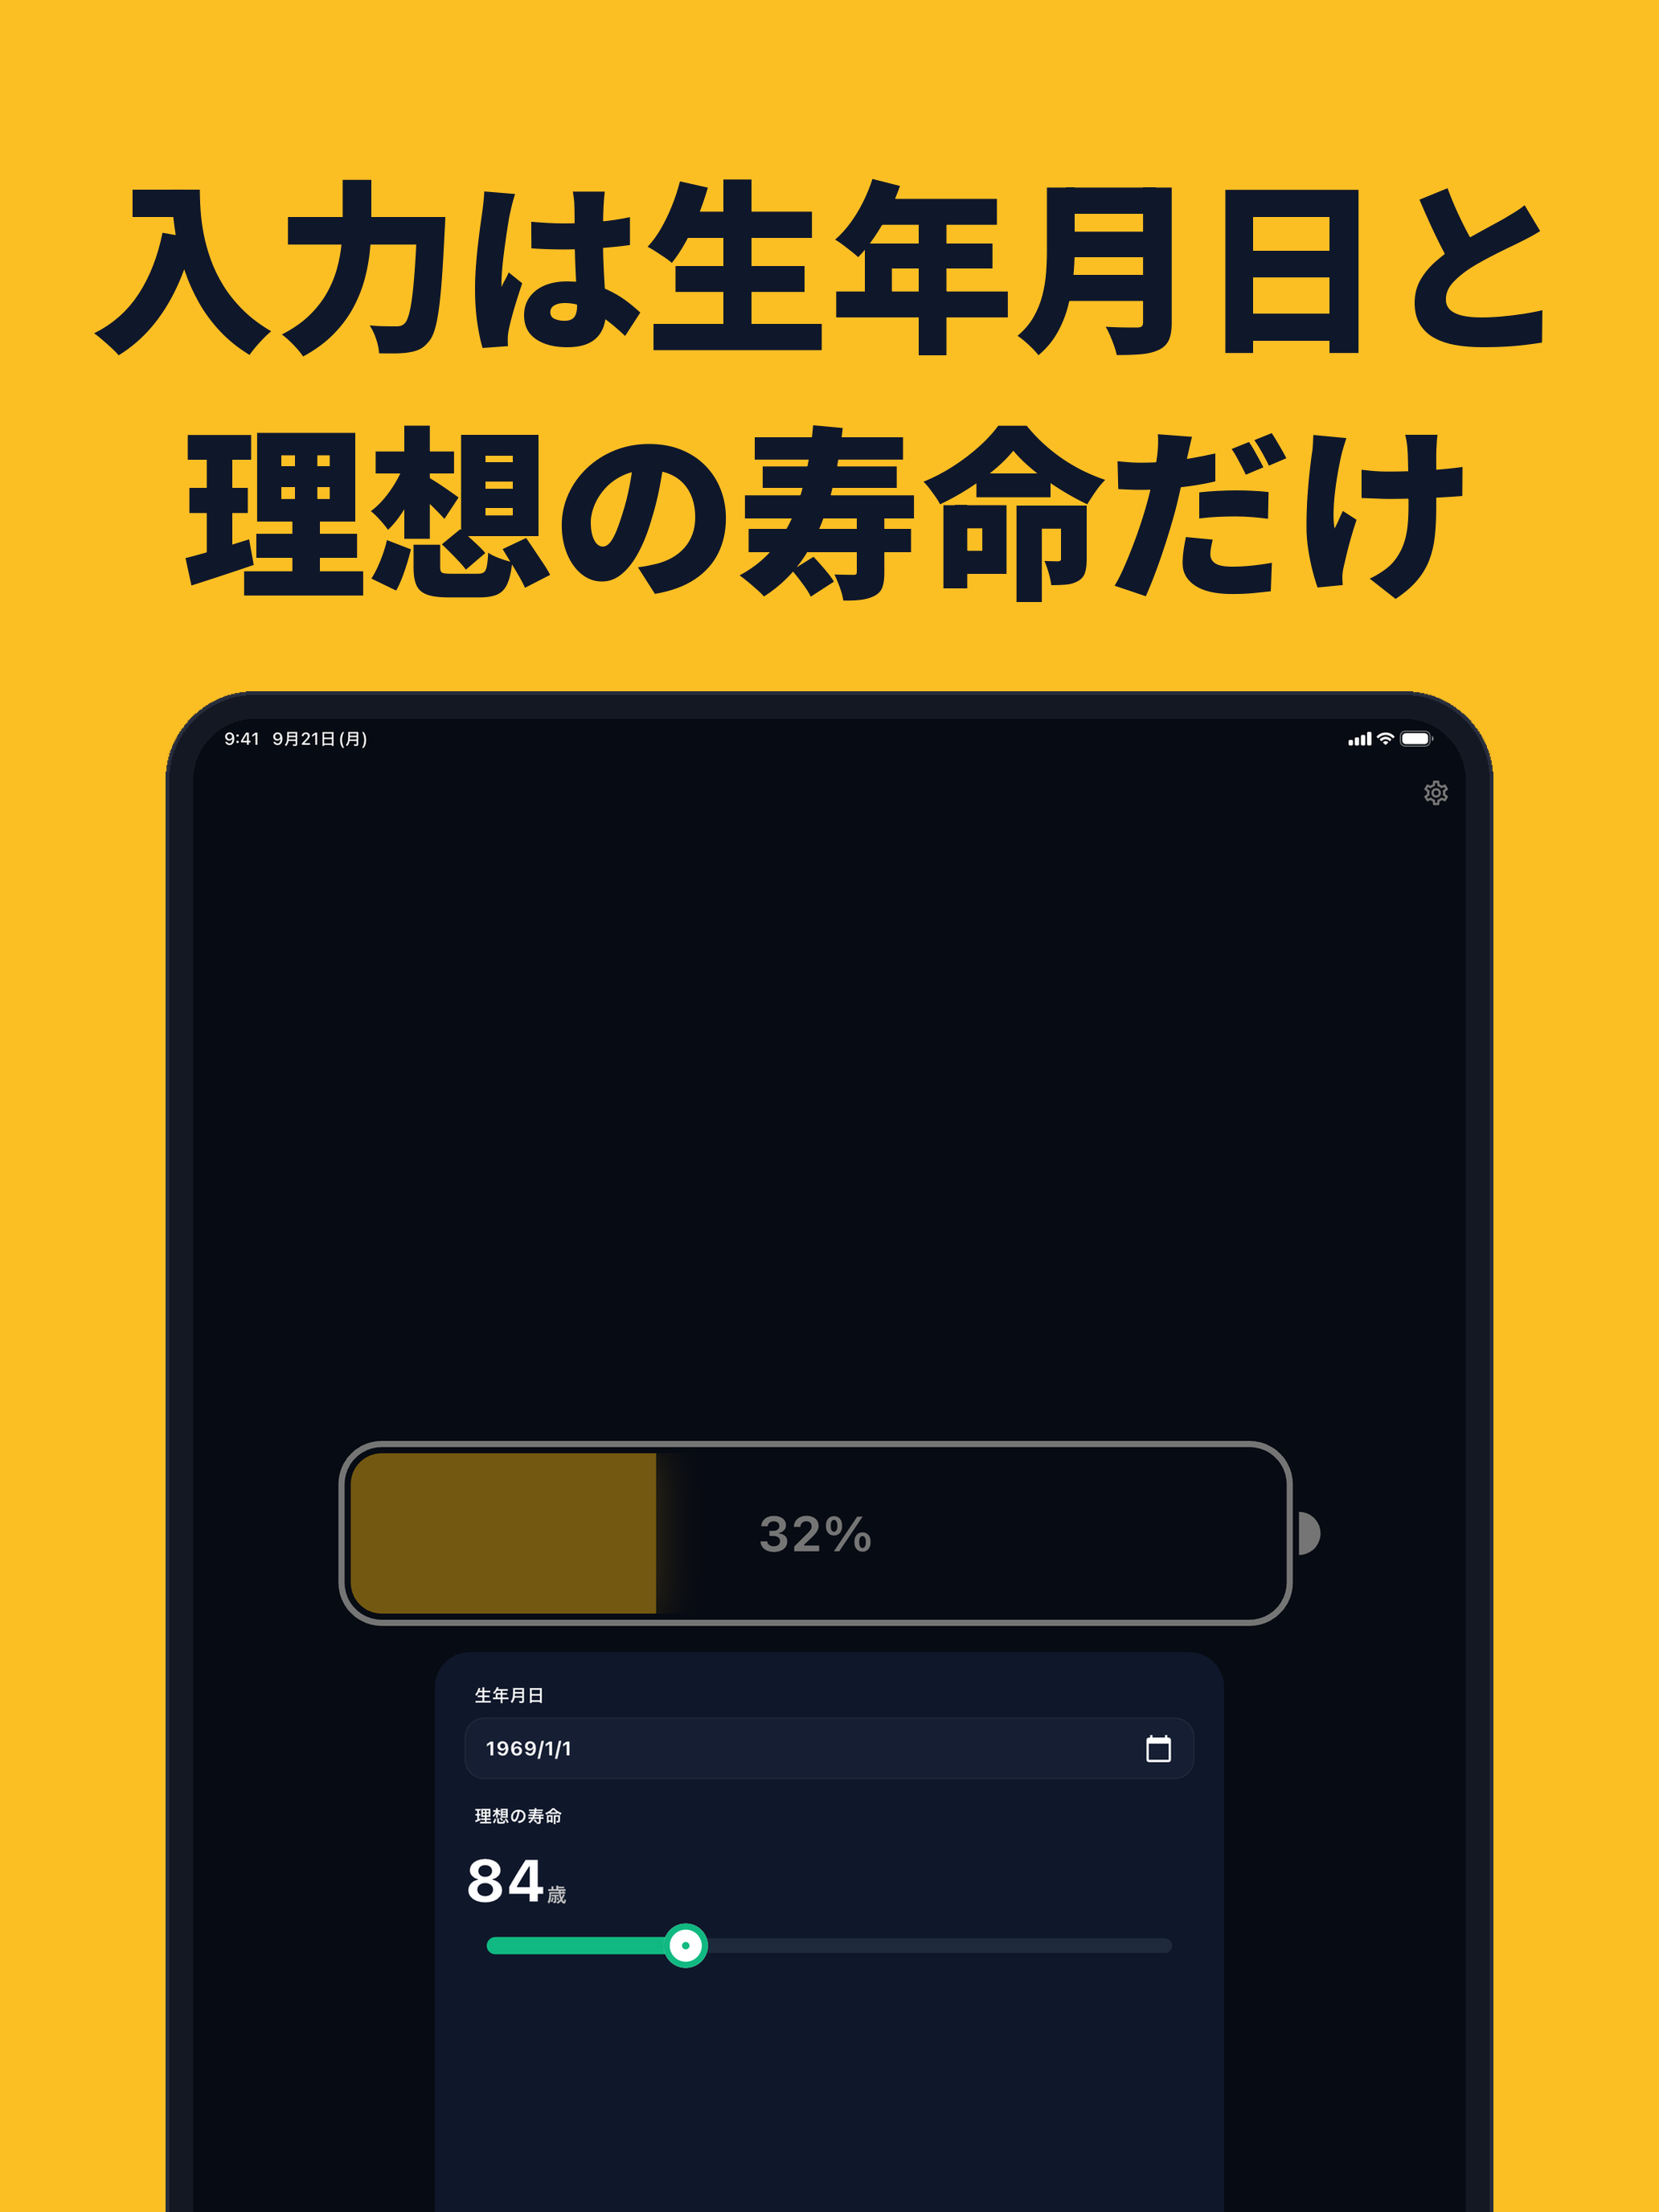 入力は生年月日と
理想の寿命だけ
9:41 9月21日(月)
32%
生年月日
1969/1/1
理想の寿命
84歳